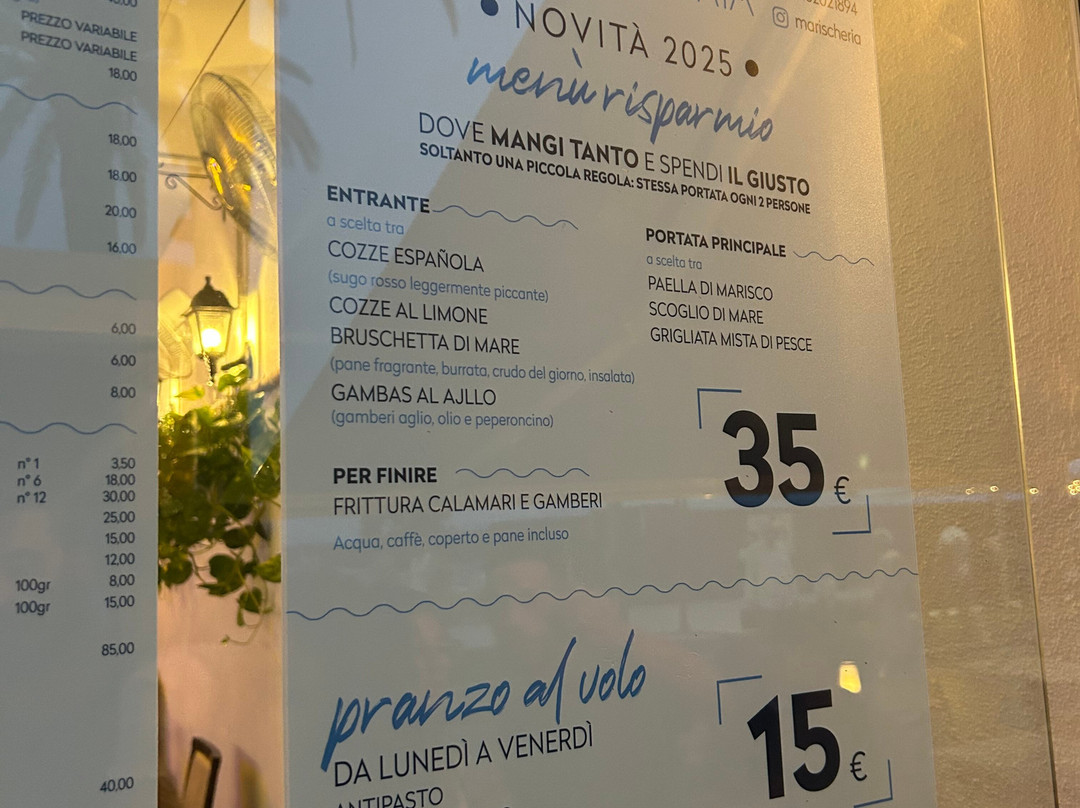 PREZZO VARIABILE
PREZZO VARIABILE
18.00
18.00
18.00
20.00
16.00
6,00
6,00
8,00
n° 1 3,50
n° 6 18.00
n° 12 30.00
25,00
15,00
12,00
100gr 8,00
100gr 15,00
85,00
40,00
marischeria
• NOVITÀ 2025 •
menù risparmio
DOVE MANGI TANTO E SPENDI IL GIUSTO
SOLTANTO UNA PICCOLA REGOLA: STESSA PORTATA OGNI 2 PERSONE
ENTRANTE
a scelta tra
COZZE ESPAÑOLA
(sugo rosso leggermente piccante)
COZZE AL LIMONE
BRUSCHETTA DI MARE
(pane fragrante, burrata, crudo del giorno, insalata)
GAMBAS AL AJLLO
(gamberi aglio, olio e peperoncino)
PORTATA PRINCIPALE
a scelta tra
PAELLA DI MARISCO
SCOGLIO DI MARE
GRIGLIATA MISTA DI PESCE
35 €
PER FINIRE
FRITTURA CALAMARI E GAMBERI
Acqua, caffè, coperto e pane incluso
pranzo al volo
DA LUNEDÌ A VENERDÌ
ANTIPASTO
15 €